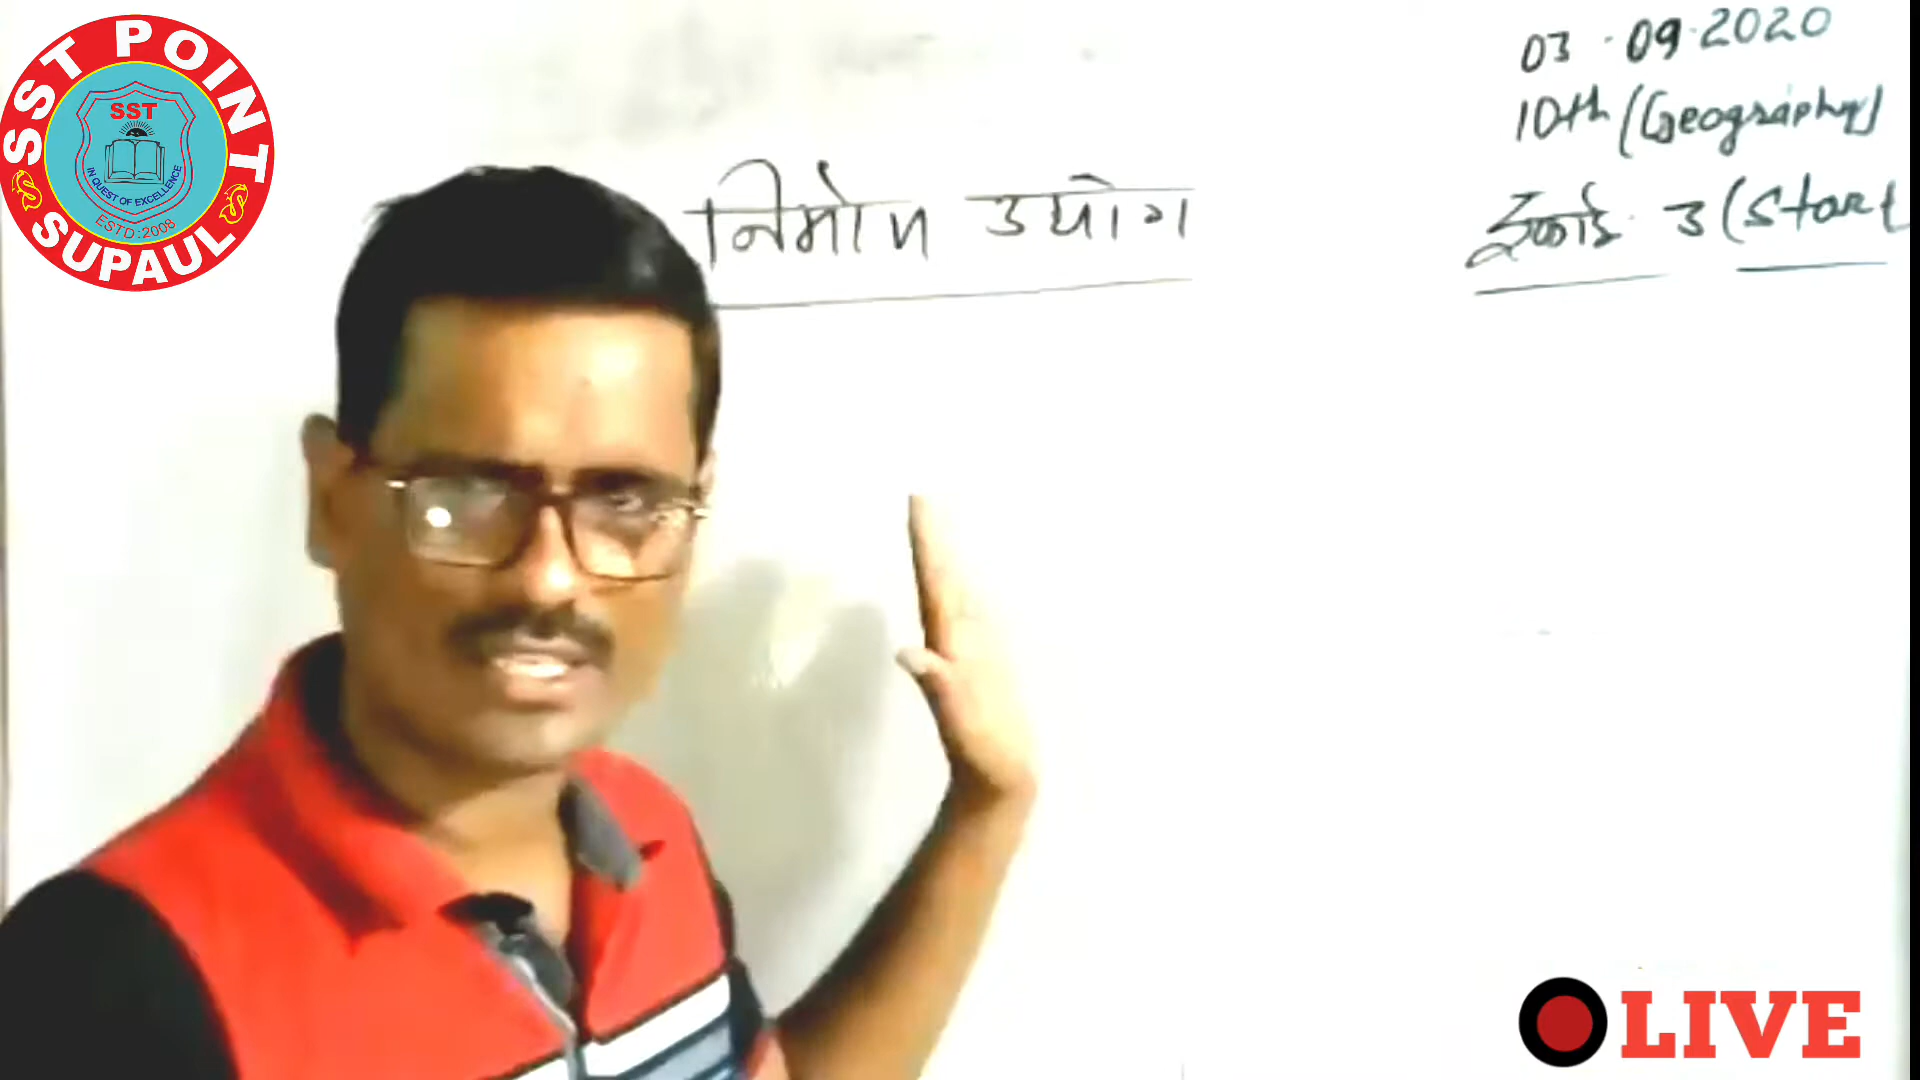 SST POINT
SST
IN QUEST OF EXCELLENCE
ESTD:2008
SUPAUL
03.09.2020
10th (Geography)
इकाई 3 (Start
निर्माण उद्योग
LIVE